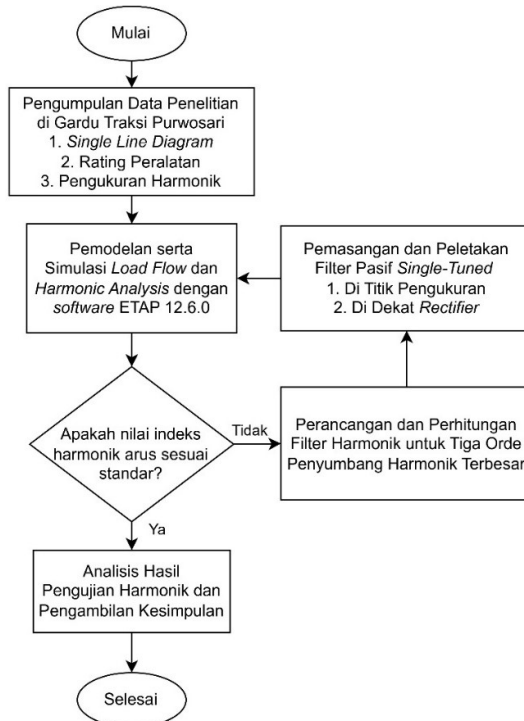 Mulai
Pengumpulan Data Penelitian
di Gardu Traksi Purwosari
1. Single Line Diagram
2. Rating Peralatan
3. Pengukuran Harmonik
Pemodelan serta
Simulasi Load Flow dan
Harmonic Analysis dengan
software ETAP 12.6.0
Pemasangan dan Peletakan
Filter Pasif Single-Tuned
1. Di Titik Pengukuran
2. Di Dekat Rectifier
Apakah nilai indeks
harmonik arus sesuai
standar?
Tidak
Perancangan dan Perhitungan
Filter Harmonik untuk Tiga Orde
Penyumbang Harmonik Terbesar
Ya
Analisis Hasil
Pengujian Harmonik dan
Pengambilan Kesimpulan
Selesai